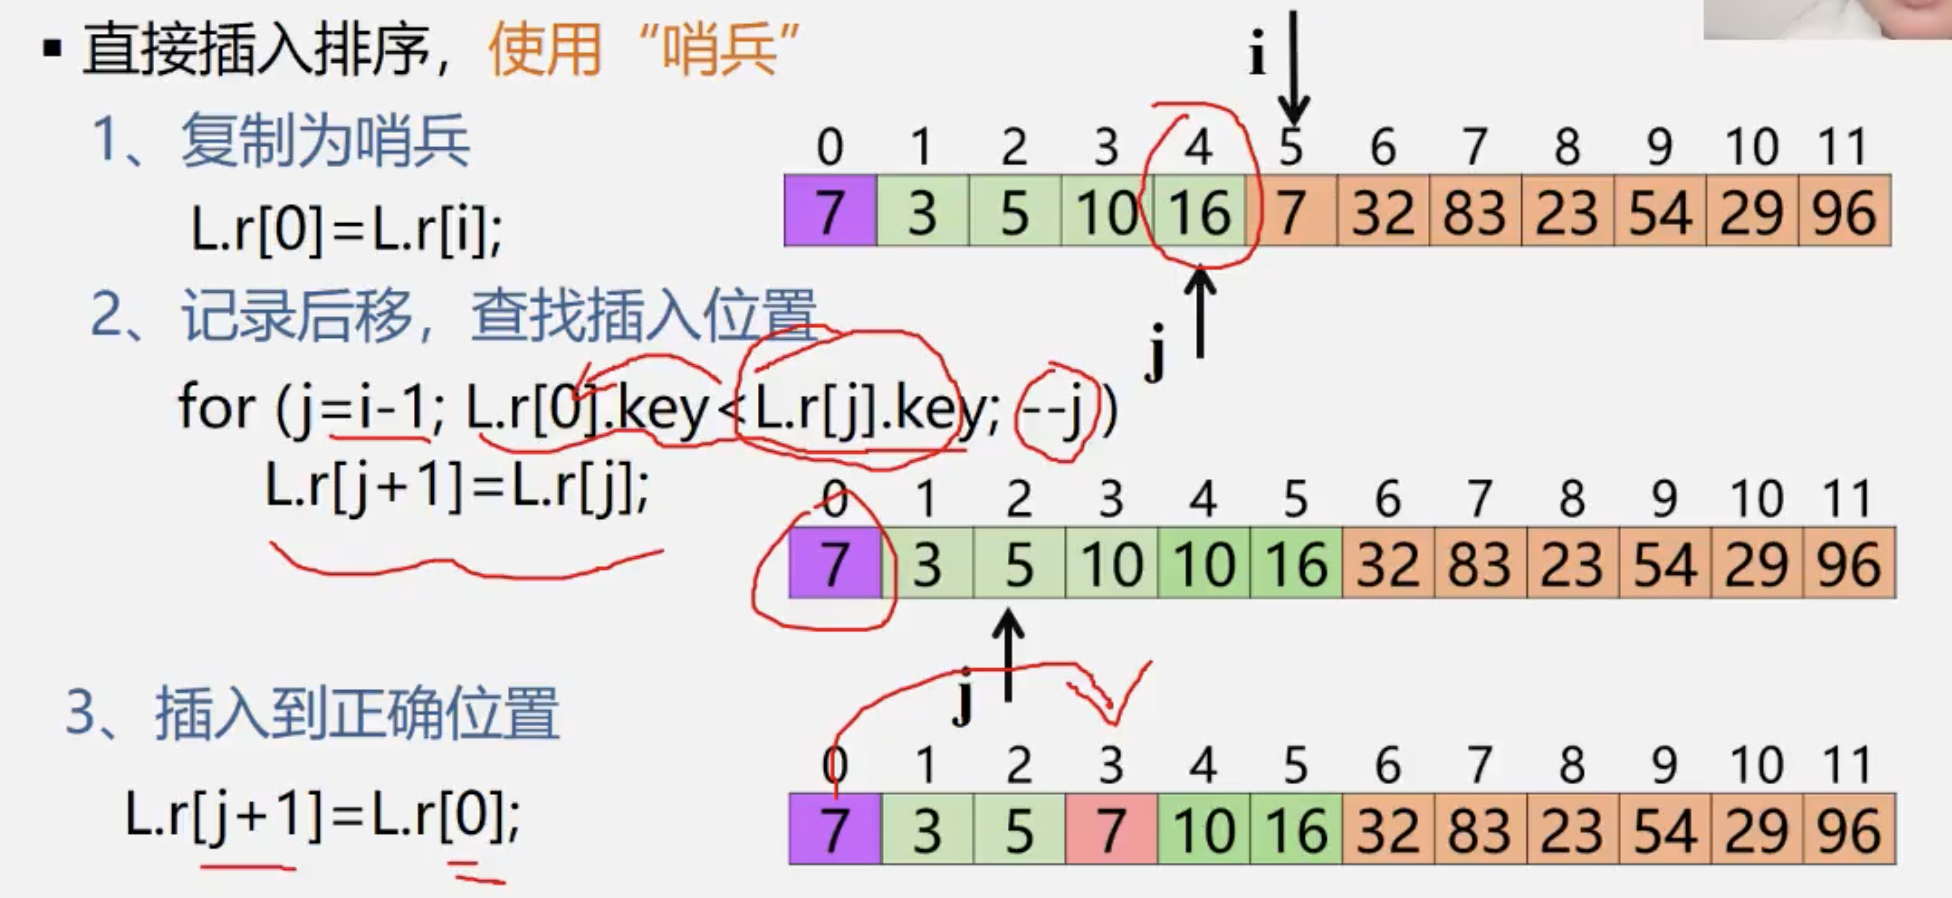 ▪ 直接插入排序，使用“哨兵”
1、复制为哨兵
L.r[0]=L.r[i];
i
0 1 2 3 4 5 6 7 8 9 10 11
7 3 5 10 16 7 32 83 23 54 29 96
j
2、记录后移，查找插入位置
for (j=i-1; L.r[0].key<L.r[j].key; --j)
L.r[j+1]=L.r[j];
0 1 2 3 4 5 6 7 8 9 10 11
7 3 5 10 10 16 32 83 23 54 29 96
j
3、插入到正确位置
L.r[j+1]=L.r[0];
0 1 2 3 4 5 6 7 8 9 10 11
7 3 5 7 10 16 32 83 23 54 29 96